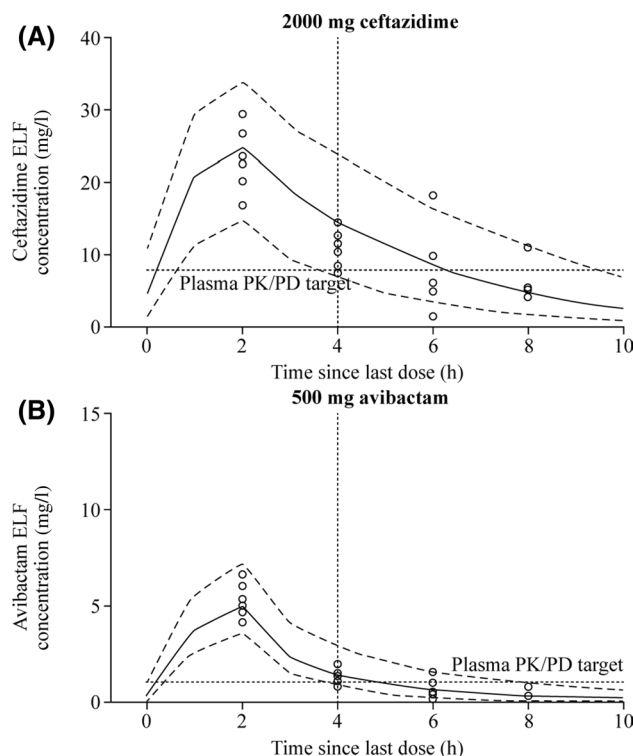 (A)
2000 mg ceftazidime
40
30
20
10
0
Ceftazidime ELF
concentration (mg/l)
Plasma PK/PD target
0 2 4 6 8 10
Time since last dose (h)
(B)
500 mg avibactam
15
10
5
0
Avibactam ELF
concentration (mg/l)
Plasma PK/PD target
0 2 4 6 8 10
Time since last dose (h)